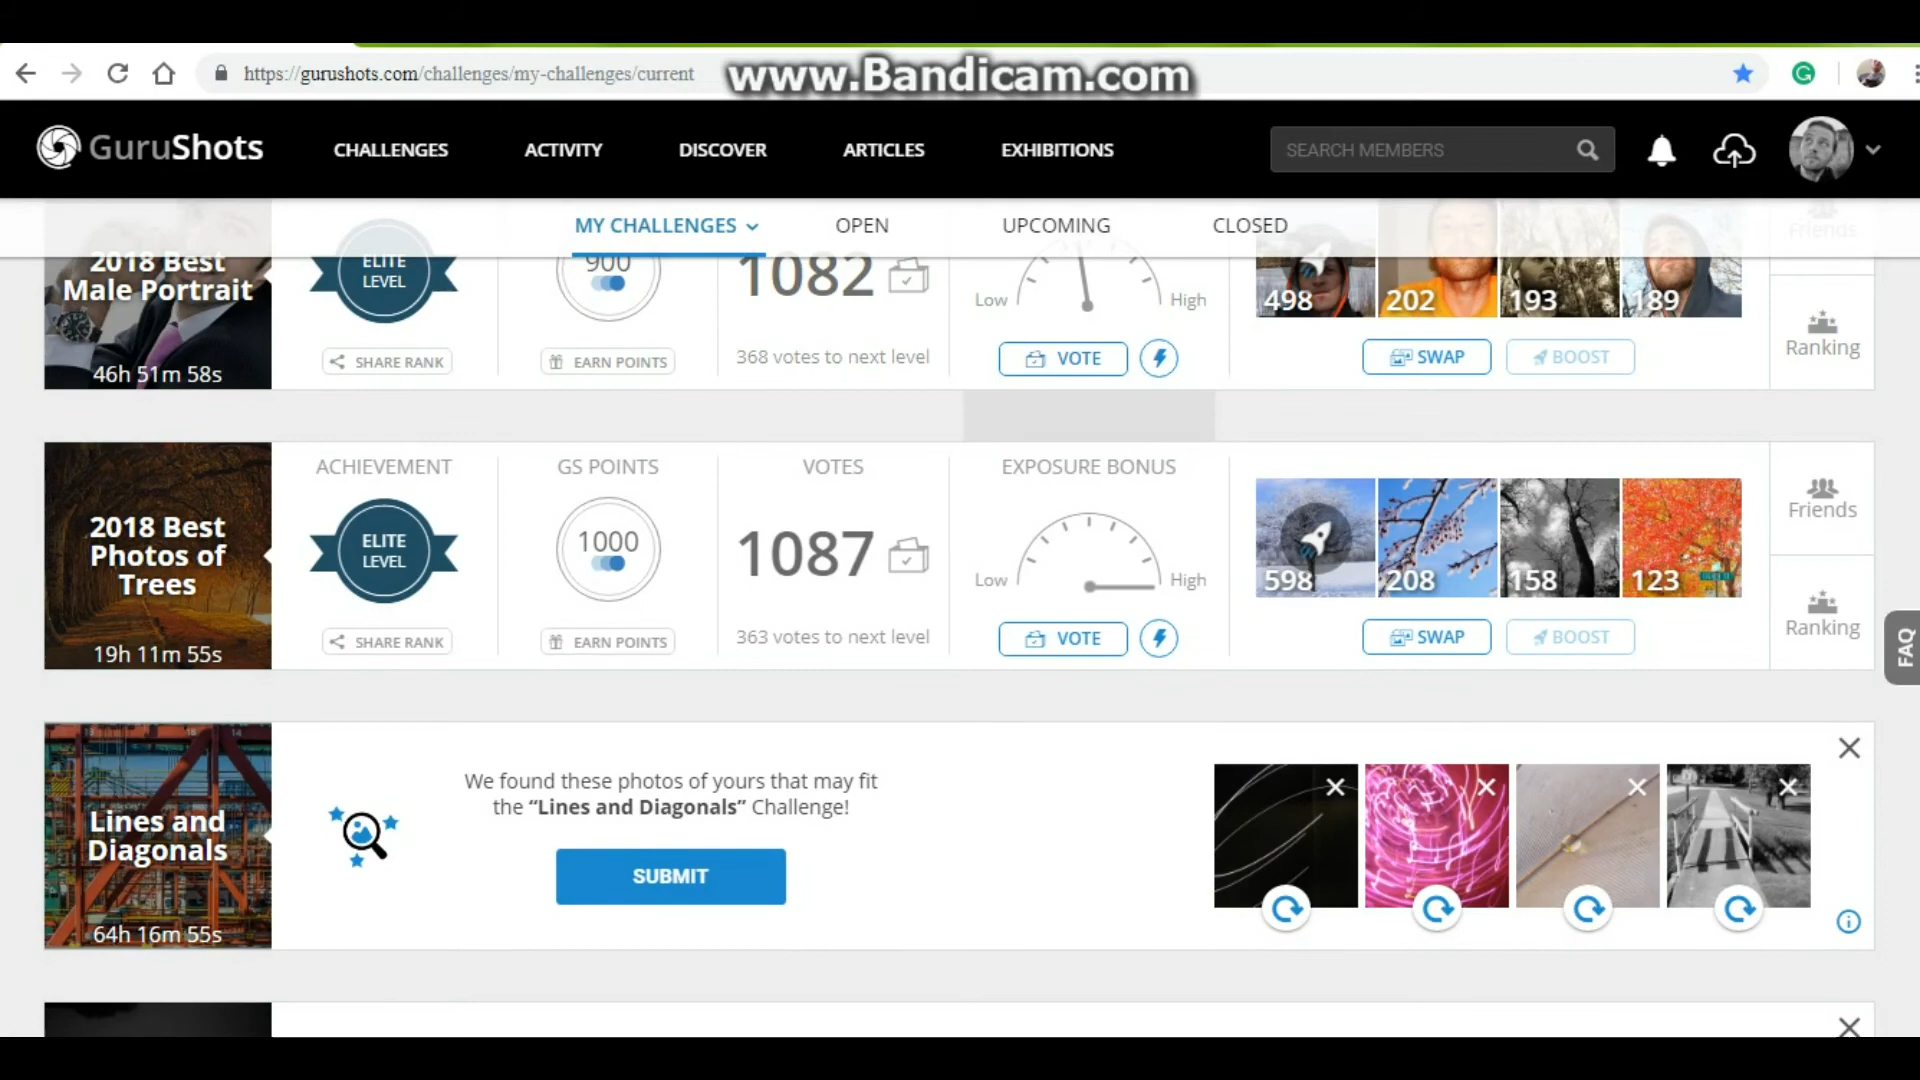 https://gurushots.com/challenges/my-challenges/current
www.Bandicam.com
GuruShots
CHALLENGES
ACTIVITY
DISCOVER
ARTICLES
EXHIBITIONS
SEARCH MEMBERS
MY CHALLENGES
OPEN
UPCOMING
CLOSED
2018 Best
Male Portrait
46h 51m 58s
ELITE
LEVEL
SHARE RANK
900
EARN POINTS
1082
368 votes to next level
Low
High
VOTE
498
202
193
189
SWAP
BOOST
Friends
Ranking
2018 Best
Photos of
Trees
19h 11m 55s
ACHIEVEMENT
ELITE
LEVEL
SHARE RANK
GS POINTS
1000
EARN POINTS
VOTES
1087
363 votes to next level
EXPOSURE BONUS
Low
High
VOTE
598
208
158
123
SWAP
BOOST
Friends
Ranking
FAQ
Lines and
Diagonals
64h 16m 55s
We found these photos of yours that may fit
the “Lines and Diagonals” Challenge!
SUBMIT